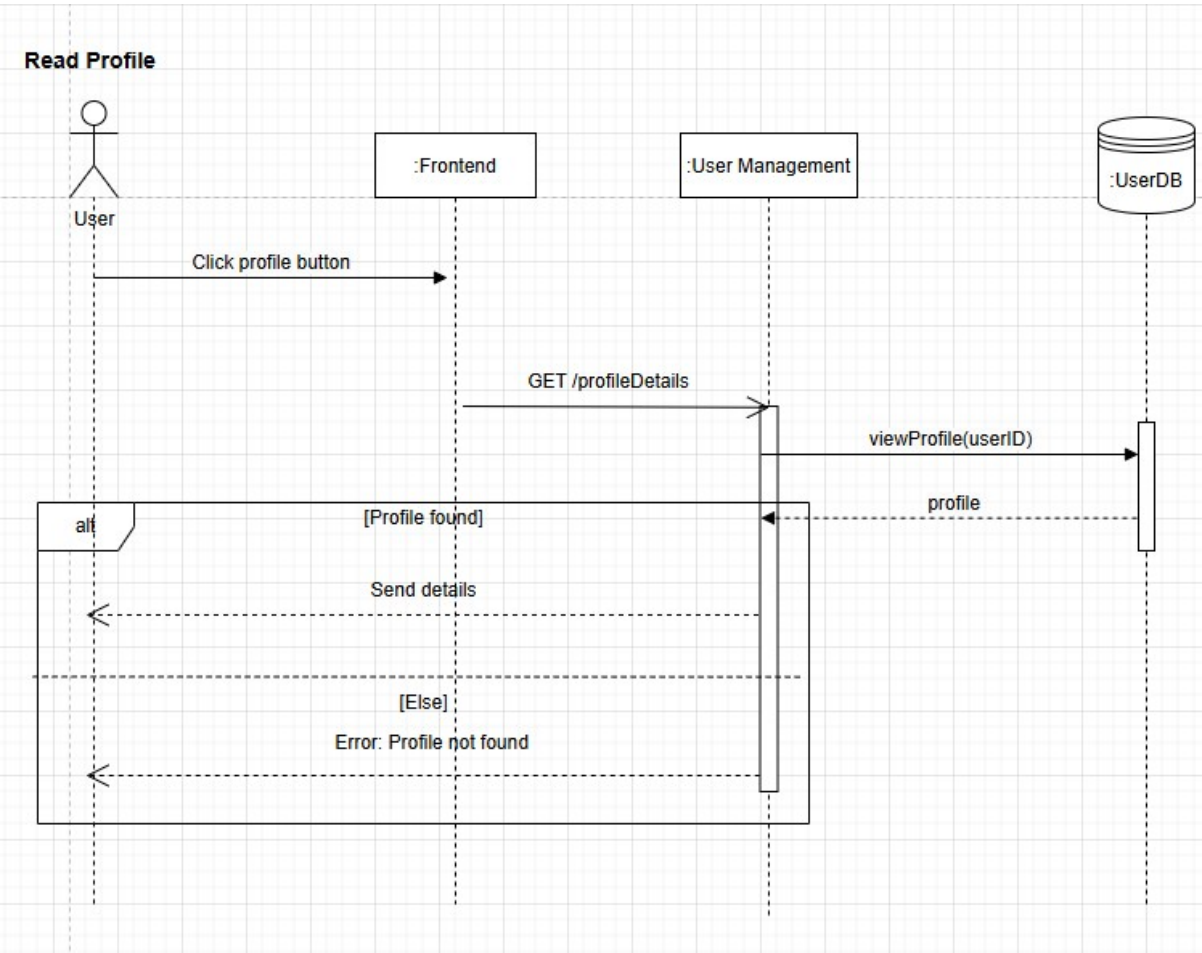 Read Profile
:Frontend
:User Management
:UserDB
User
Click profile button
GET /profileDetails
viewProfile(userID)
profile
alt
[Profile found]
Send details
[Else]
Error: Profile not found